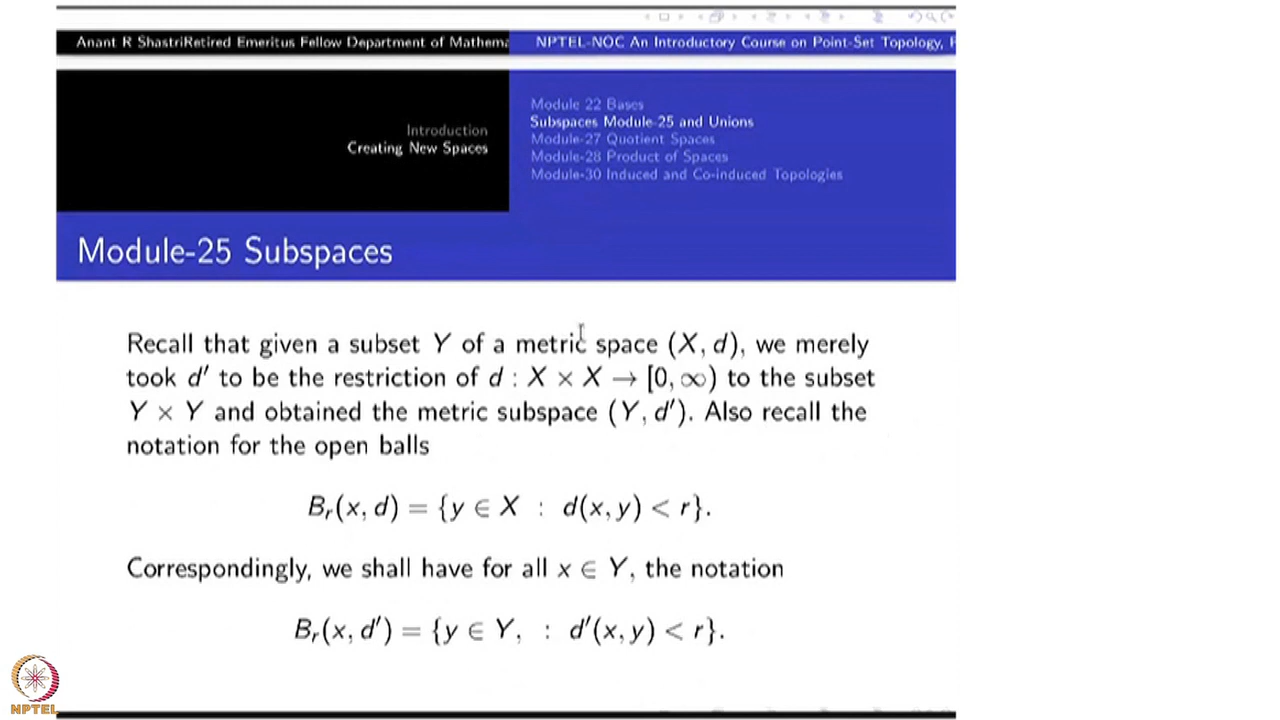 Anant R ShastriRetired Emeritus Fellow Department of Mathema
NPTEL-NOC An Introductory Course on Point-Set Topology, P
Introduction
Creating New Spaces
Module 22 Bases
Subspaces Module-25 and Unions
Module-27 Quotient Spaces
Module-28 Product of Spaces
Module-30 Induced and Co-induced Topologies
Module-25 Subspaces
Recall that given a subset Y of a metric space (X, d), we merely
took d′ to be the restriction of d : X × X → [0, ∞) to the subset
Y × Y and obtained the metric subspace (Y, d′). Also recall the
notation for the open balls
Bᵣ(x, d) = {y ∈ X : d(x, y) < r}.
Correspondingly, we shall have for all x ∈ Y, the notation
Bᵣ(x, d′) = {y ∈ Y, : d′(x, y) < r}.
NPTEL